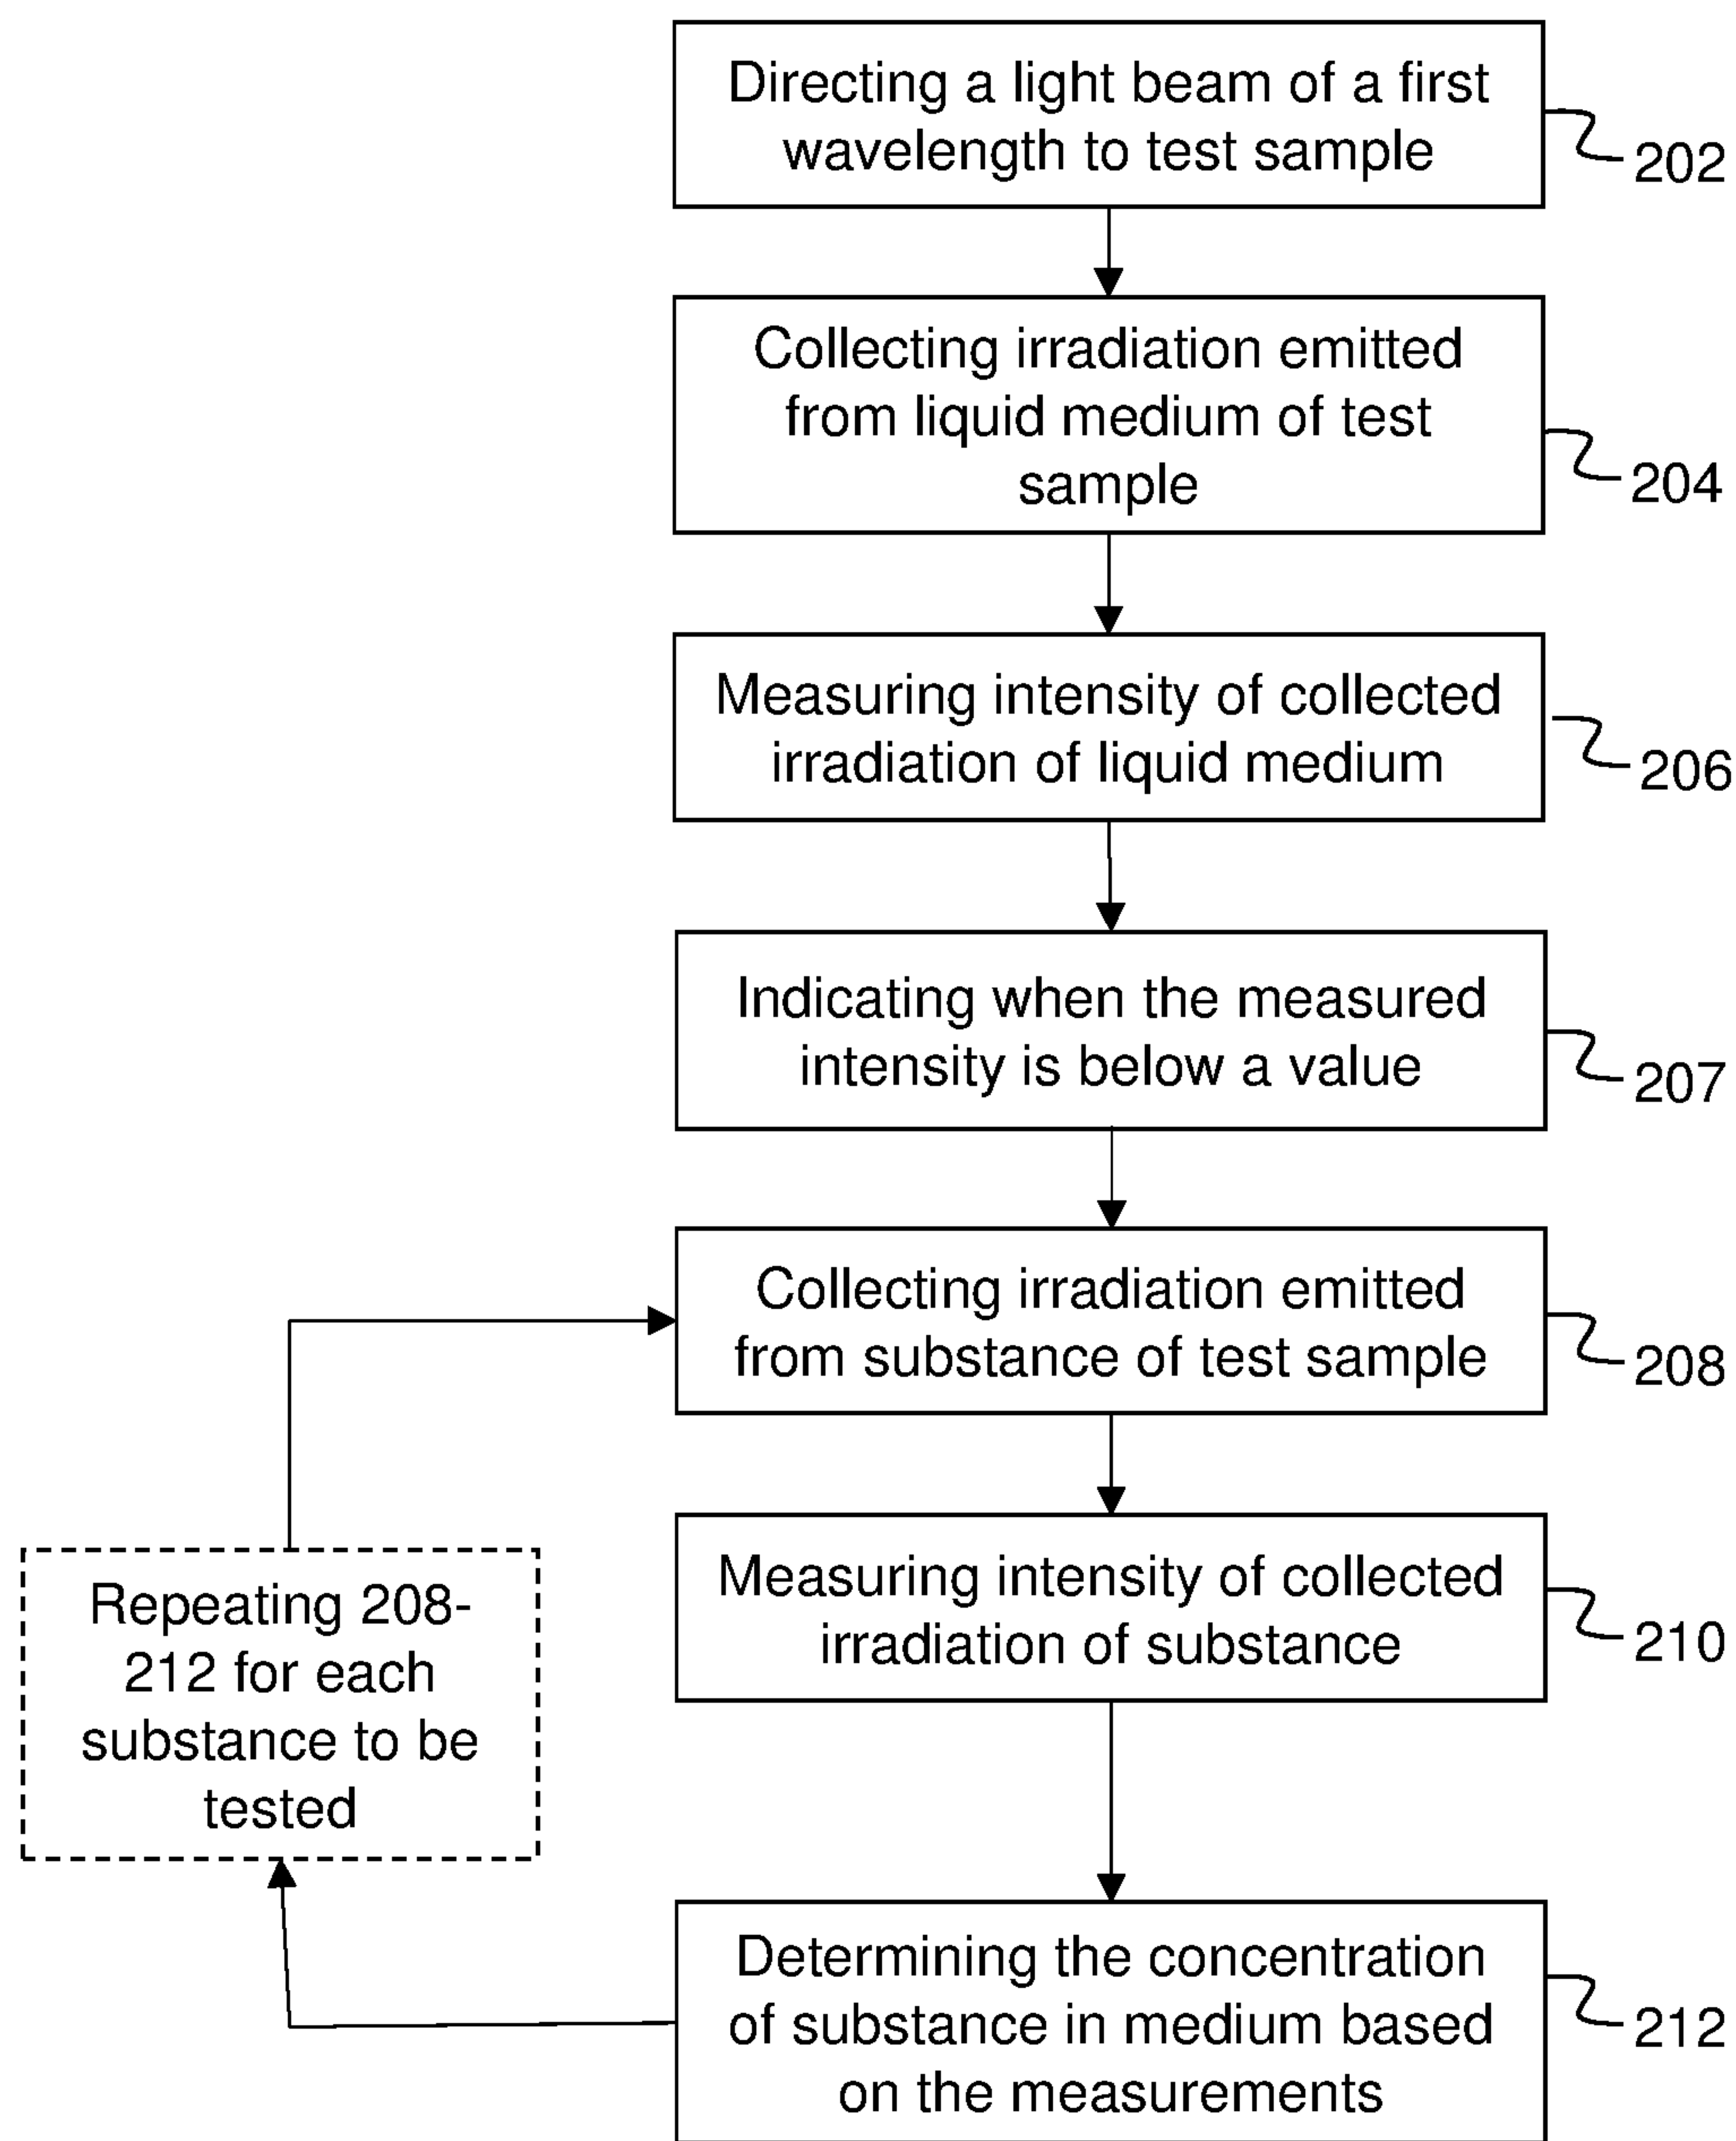 Directing a light beam of a first
wavelength to test sample
202
Collecting irradiation emitted
from liquid medium of test
sample
204
Measuring intensity of collected
irradiation of liquid medium
206
Indicating when the measured
intensity is below a value
207
Collecting irradiation emitted
from substance of test sample
208
Measuring intensity of collected
irradiation of substance
210
Repeating 208-
212 for each
substance to be
tested
Determining the concentration
of substance in medium based
on the measurements
212